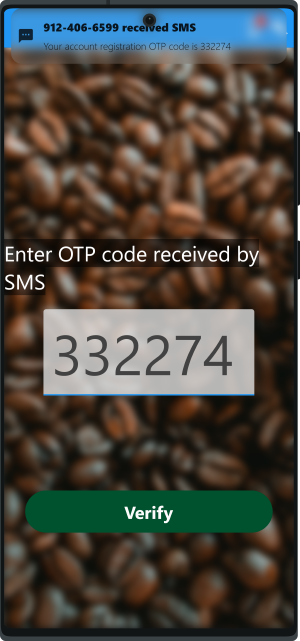 912-406-6599 received SMS
Your account registration OTP code is 332274
Enter OTP code received by
SMS
332274
Verify